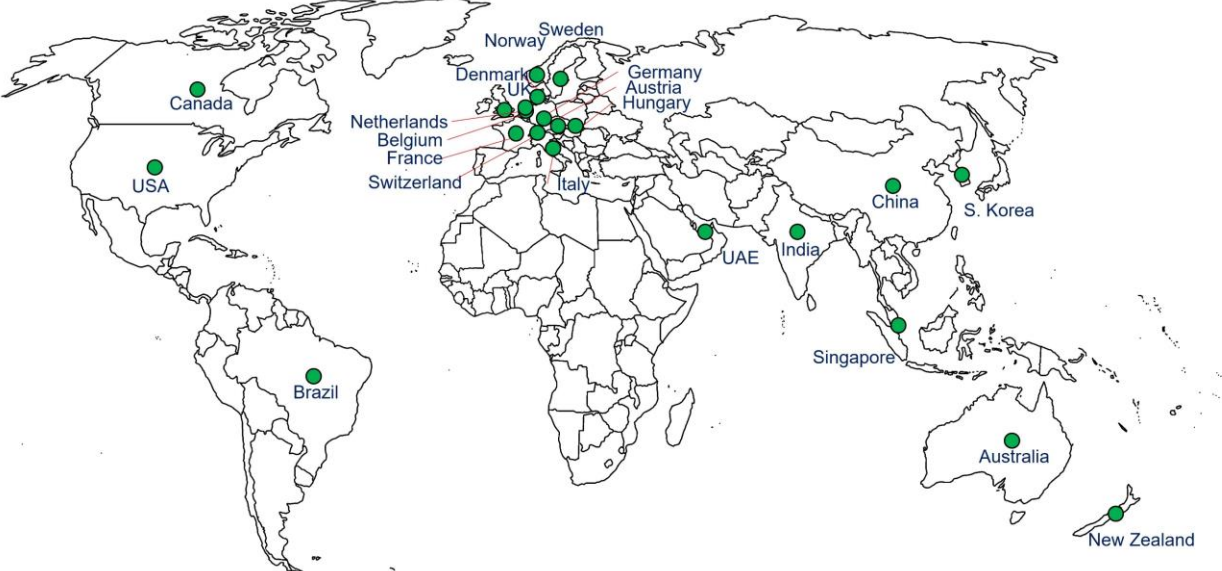 Sweden
Norway
Denmark
UK
Germany
Austria
Hungary
Canada
Netherlands
Belgium
France
Switzerland
Italy
USA
China
S. Korea
UAE
India
Singapore
Brazil
Australia
New Zealand